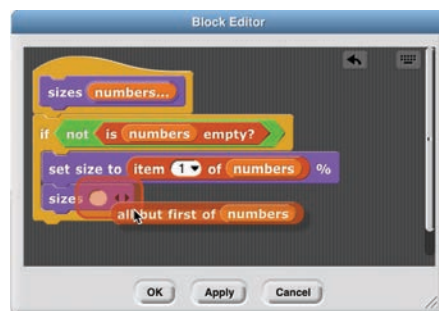 Block Editor
sizes numbers...
if not is numbers empty?
set size to item 1 of numbers %
sizes
all but first of numbers
OK Apply Cancel